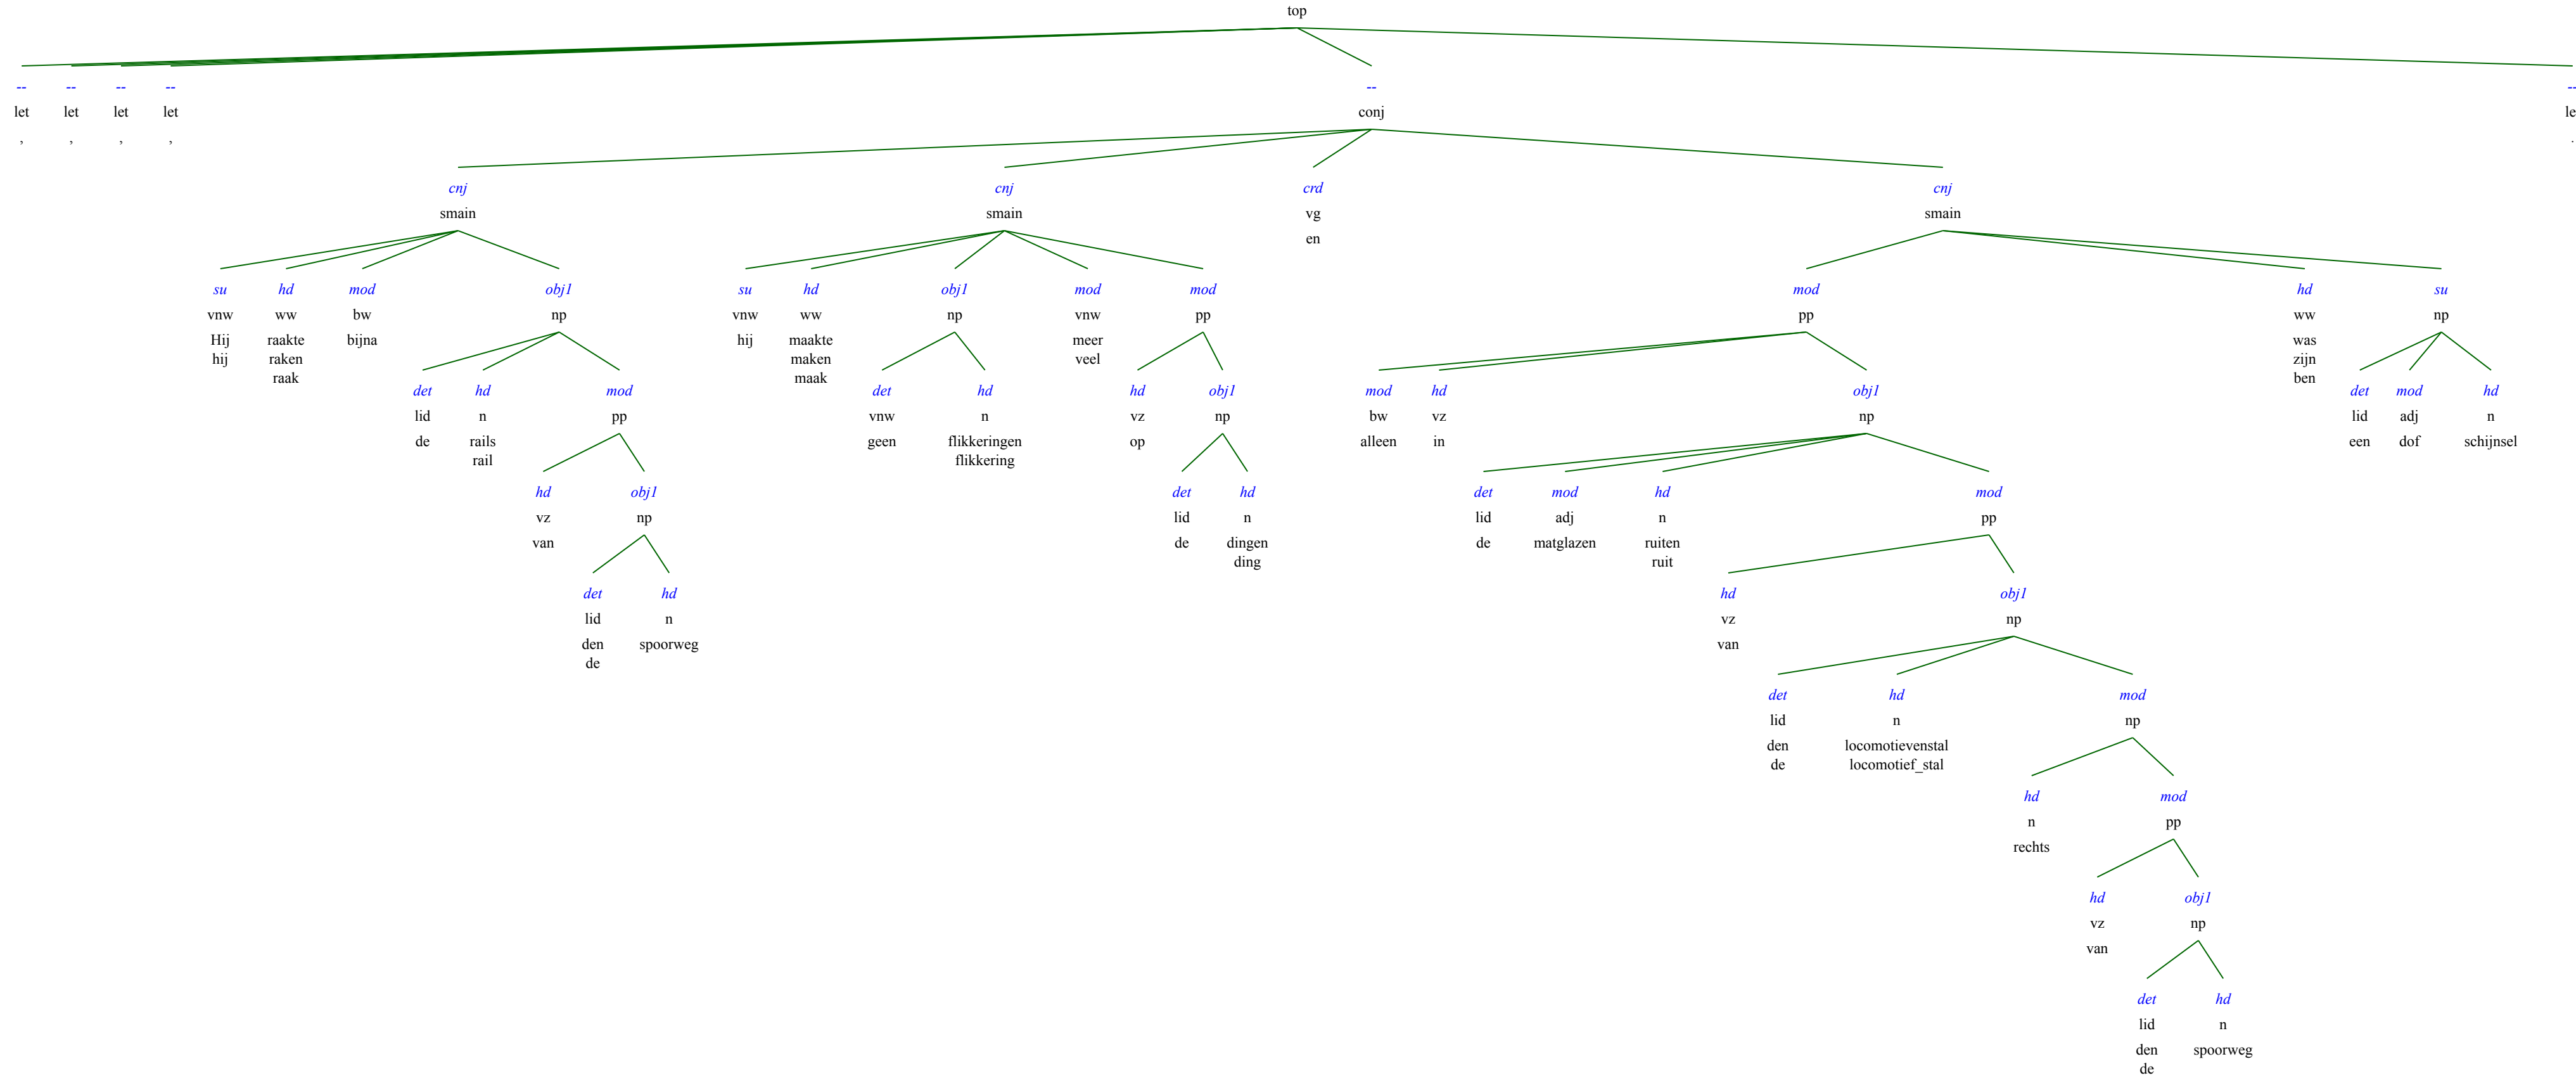 top
-- -- -- -- -- --
let let let let conj le
, , , , .
cnj cnj crd cnj
smain smain vg smain
en
su hd mod obj1 su hd obj1 mod mod mod hd su
vnw ww bw np vnw ww np vnw pp pp ww np
Hij raakte bijna hij maakte meer was
hij raken maken veel zijn
raak maak ben
det hd mod det hd hd obj1 mod hd obj1 det mod hd
lid n pp vnw n vz np bw vz np lid adj n
de rails geen flikkeringen op alleen in een dof schijnsel
rail flikkering
hd obj1 det hd det mod hd mod
vz np lid n lid adj n pp
van de dingen de matglazen ruiten
ding ruit
det hd hd obj1
lid n vz np
den spoorweg van
de
det hd mod
lid n np
den locomotievenstal
de locomotief_stal
hd mod
n pp
rechts
hd obj1
vz np
van
det hd
lid n
den spoorweg
de